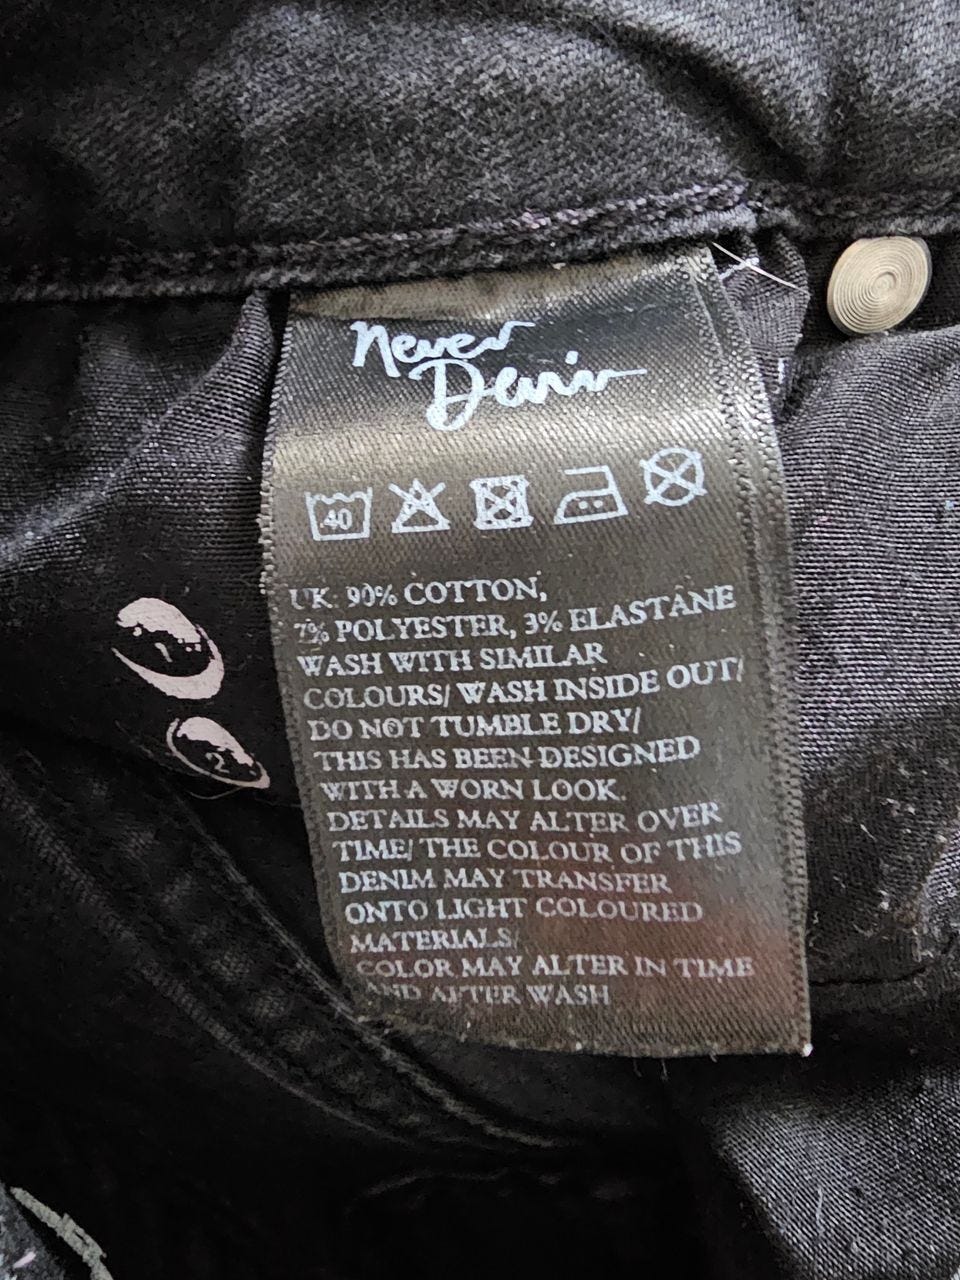 Never
Denim
40
UK. 90% COTTON,
7% POLYESTER, 3% ELASTANE
WASH WITH SIMILAR
COLOURS/ WASH INSIDE OUT/
DO NOT TUMBLE DRY/
THIS HAS BEEN DESIGNED
WITH A WORN LOOK.
DETAILS MAY ALTER OVER
TIME/ THE COLOUR OF THIS
DENIM MAY TRANSFER
ONTO LIGHT COLOURED
MATERIALS/
COLOR MAY ALTER IN TIME
AND AFTER WASH
1
2